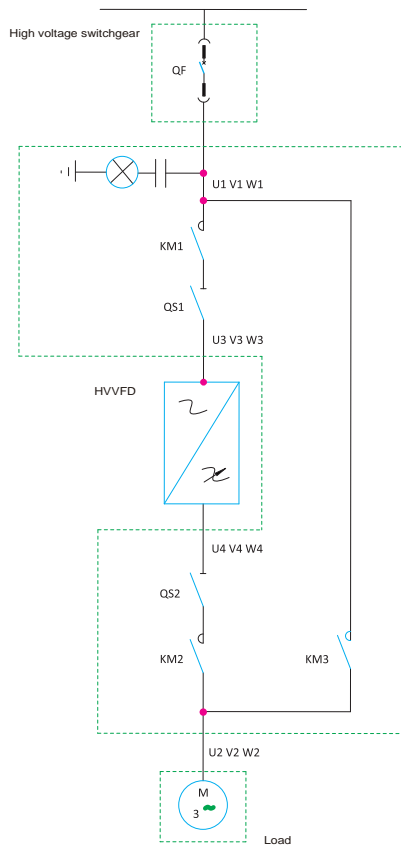 High voltage switchgear
QF
U1 V1 W1
KM1
QS1
U3 V3 W3
HVVFD
U4 V4 W4
QS2
KM2
KM3
U2 V2 W2
M
3
Load